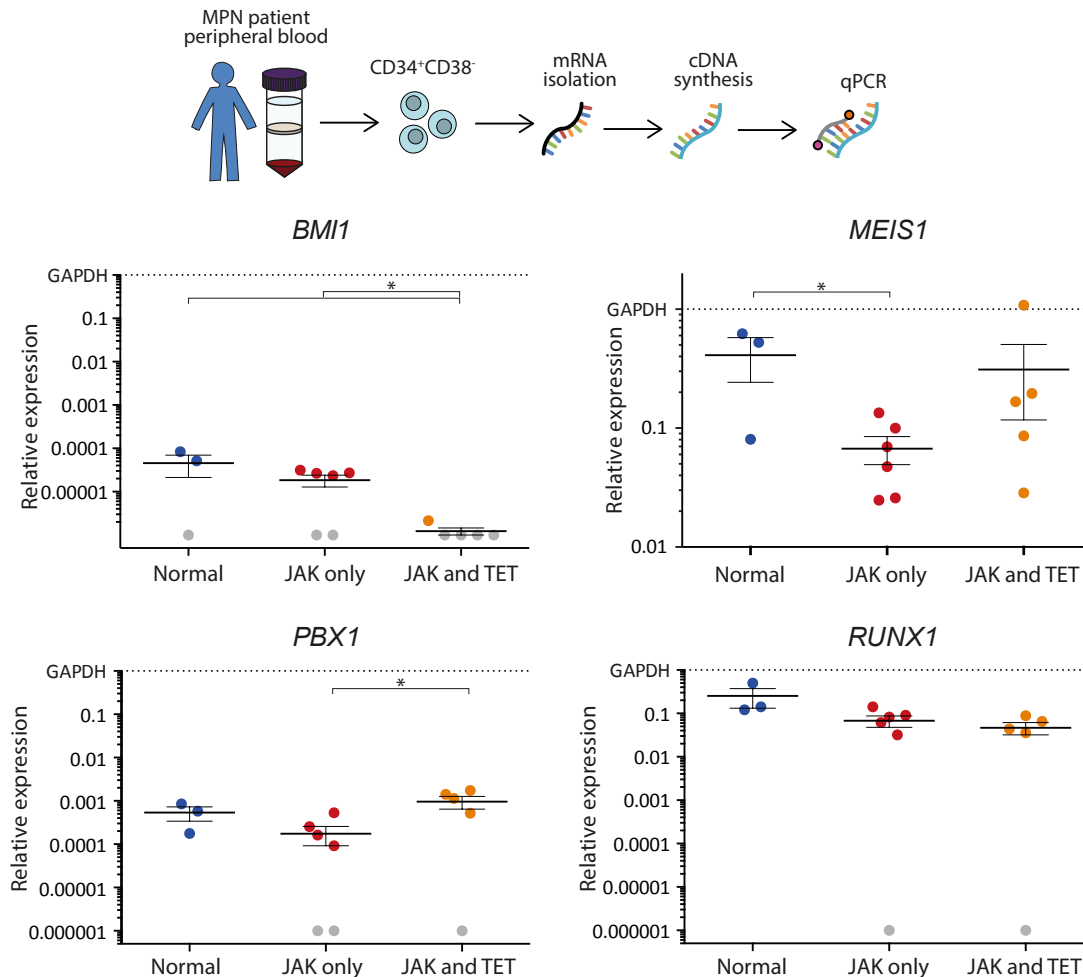 MPN patient
peripheral blood
CD34⁺CD38⁻
mRNA
isolation
cDNA
synthesis
qPCR
BMI1
GAPDH
0.1
0.01
0.001
0.0001
0.00001
Relative expression
*
Normal
JAK only
JAK and TET
MEIS1
GAPDH
0.1
0.01
Relative expression
*
Normal
JAK only
JAK and TET
PBX1
GAPDH
0.1
0.01
0.001
0.0001
0.00001
0.000001
Relative expression
*
Normal
JAK only
JAK and TET
RUNX1
GAPDH
0.1
0.01
0.001
0.0001
0.00001
0.000001
Relative expression
Normal
JAK only
JAK and TET